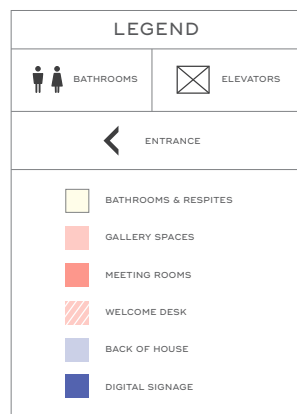 LEGEND
BATHROOMS
ELEVATORS
ENTRANCE
BATHROOMS & RESPITES
GALLERY SPACES
MEETING ROOMS
WELCOME DESK
BACK OF HOUSE
DIGITAL SIGNAGE